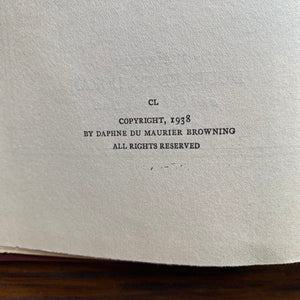 CL
COPYRIGHT, 1938
BY DAPHNE DU MAURIER BROWNING
ALL RIGHTS RESERVED